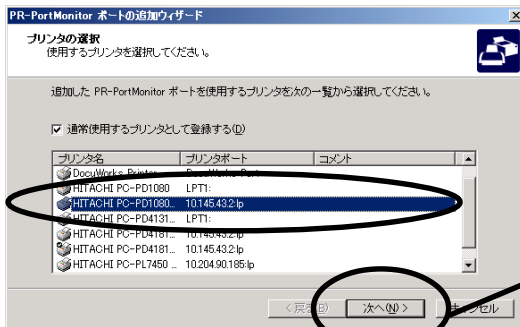 PR-PortMonitor ポートの追加ウィザード
プリンタの選択
使用するプリンタを選択してください。
追加した PR-PortMonitor ポートを使用するプリンタを次の一覧から選択してください。
通常使用するプリンタとして登録する(D)
プリンタ名 プリンタポート コメント
DocuWorks Printer DocuWorks Port
HITACHI PC-PD1080 LPT1:
HITACHI PC-PD1080... 10.145.43.2:lp
HITACHI PC-PD4131... LPT1:
HITACHI PC-PD4181... 10.145.43.2:lp
HITACHI PC-PD4181... 10.145.43.2:lp
HITACHI PC-PL7450 ... 10.204.90.185:lp
< 戻る(B) 次へ(N) > キャンセル